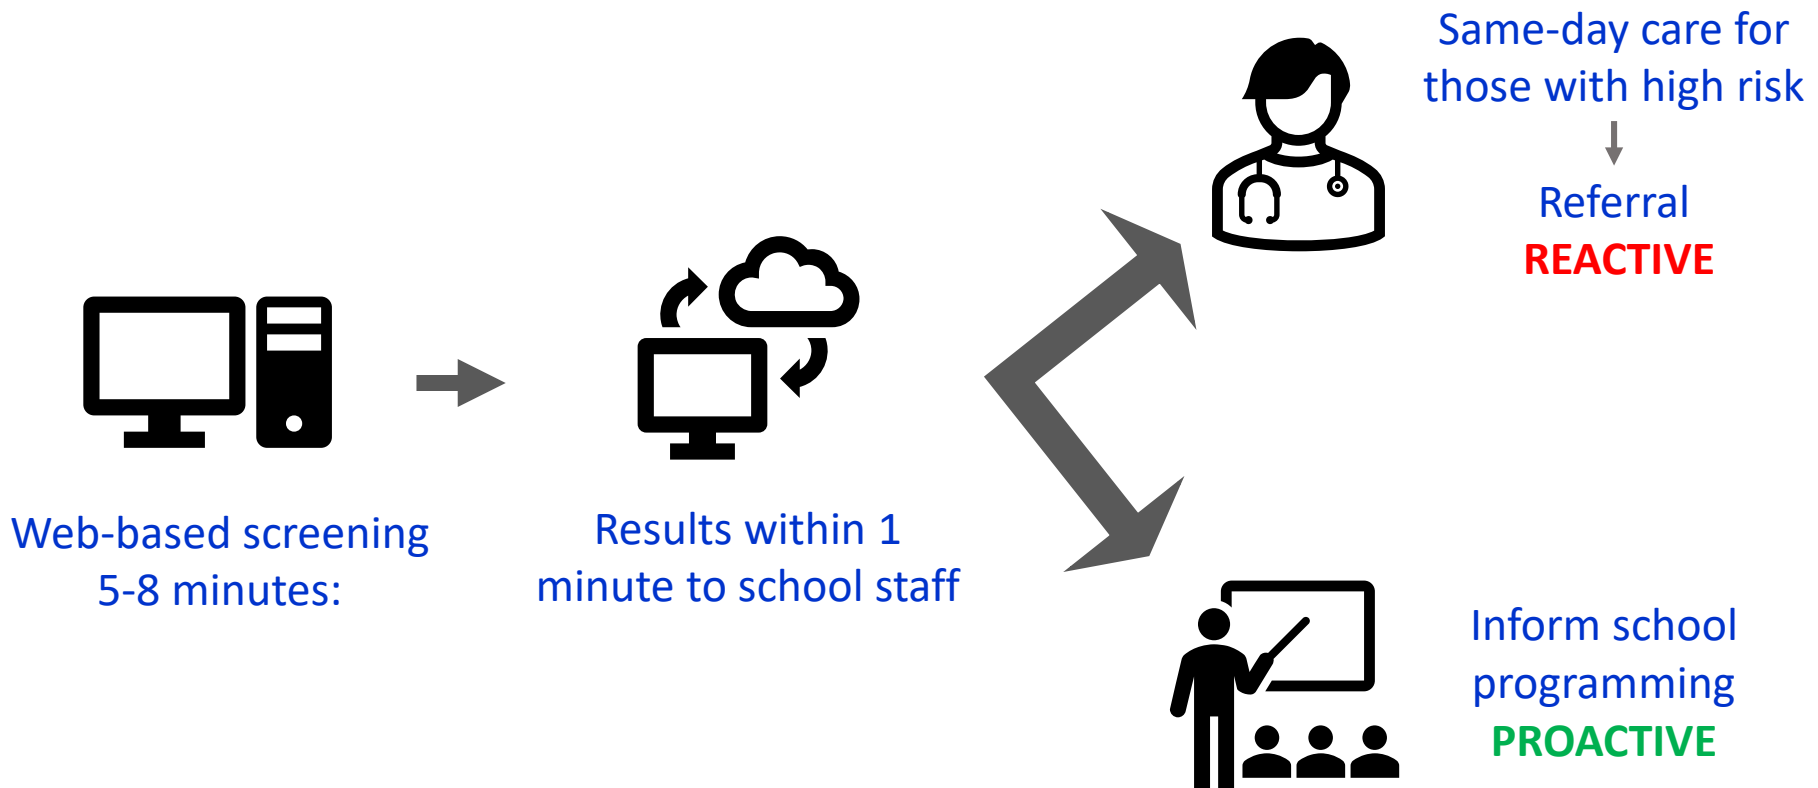 Web-based screening
5-8 minutes:
Results within 1
minute to school staff
Same-day care for
those with high risk
Referral
REACTIVE
Inform school
programming
PROACTIVE